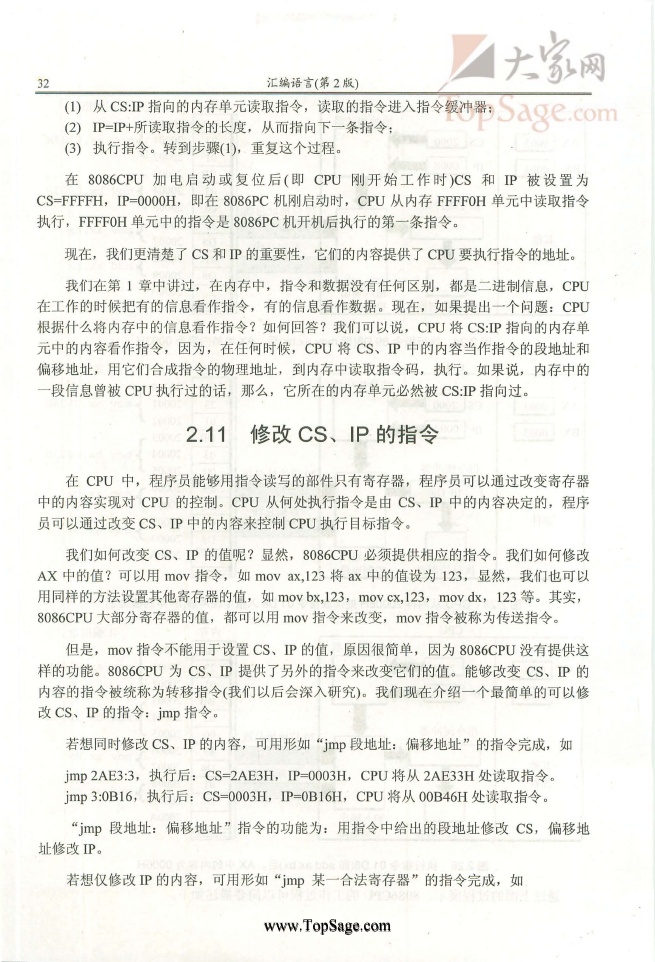 大家网
TopSage.com
32
汇编语言(第 2 版)
(1) 从 CS:IP 指向的内存单元读取指令，读取的指令进入指令缓冲器；
(2) IP=IP+所读取指令的长度，从而指向下一条指令；
(3) 执行指令。转到步骤(1)，重复这个过程。
在 8086CPU 加电启动或复位后(即 CPU 刚开始工作时)CS 和 IP 被设置为
CS=FFFFH，IP=0000H，即在 8086PC 机刚启动时，CPU 从内存 FFFF0H 单元中读取指令
执行，FFFF0H 单元中的指令是 8086PC 机开机后执行的第一条指令。
现在，我们更清楚了 CS 和 IP 的重要性，它们的内容提供了 CPU 要执行指令的地址。
我们在第 1 章中讲过，在内存中，指令和数据没有任何区别，都是二进制信息，CPU
在工作的时候把有的信息看作指令，有的信息看作数据。现在，如果提出一个问题：CPU
根据什么将内存中的信息看作指令？如何回答？我们可以说，CPU 将 CS:IP 指向的内存单
元中的内容看作指令，因为，在任何时候，CPU 将 CS、IP 中的内容当作指令的段地址和
偏移地址，用它们合成指令的物理地址，到内存中读取指令码，执行。如果说，内存中的
一段信息曾被 CPU 执行过的话，那么，它所在的内存单元必然被 CS:IP 指向过。
2.11 修改 CS、IP 的指令
在 CPU 中，程序员能够用指令读写的部件只有寄存器，程序员可以通过改变寄存器
中的内容实现对 CPU 的控制。CPU 从何处执行指令是由 CS、IP 中的内容决定的，程序
员可以通过改变 CS、IP 中的内容来控制 CPU 执行目标指令。
我们如何改变 CS、IP 的值呢？显然，8086CPU 必须提供相应的指令。我们如何修改
AX 中的值？可以用 mov 指令，如 mov ax,123 将 ax 中的值设为 123，显然，我们也可以
用同样的方法设置其他寄存器的值，如 mov bx,123，mov cx,123，mov dx，123 等。其实，
8086CPU 大部分寄存器的值，都可以用 mov 指令来改变，mov 指令被称为传送指令。
但是，mov 指令不能用于设置 CS、IP 的值，原因很简单，因为 8086CPU 没有提供这
样的功能。8086CPU 为 CS、IP 提供了另外的指令来改变它们的值。能够改变 CS、IP 的
内容的指令被统称为转移指令(我们以后会深入研究)。我们现在介绍一个最简单的可以修
改 CS、IP 的指令：jmp 指令。
若想同时修改 CS、IP 的内容，可用形如“jmp 段地址：偏移地址”的指令完成，如
jmp 2AE3:3，执行后：CS=2AE3H，IP=0003H，CPU 将从 2AE33H 处读取指令。
jmp 3:0B16，执行后：CS=0003H，IP=0B16H，CPU 将从 00B46H 处读取指令。
“jmp 段地址：偏移地址”指令的功能为：用指令中给出的段地址修改 CS，偏移地
址修改 IP。
若想仅修改 IP 的内容，可用形如“jmp 某一合法寄存器”的指令完成，如
www.TopSage.com